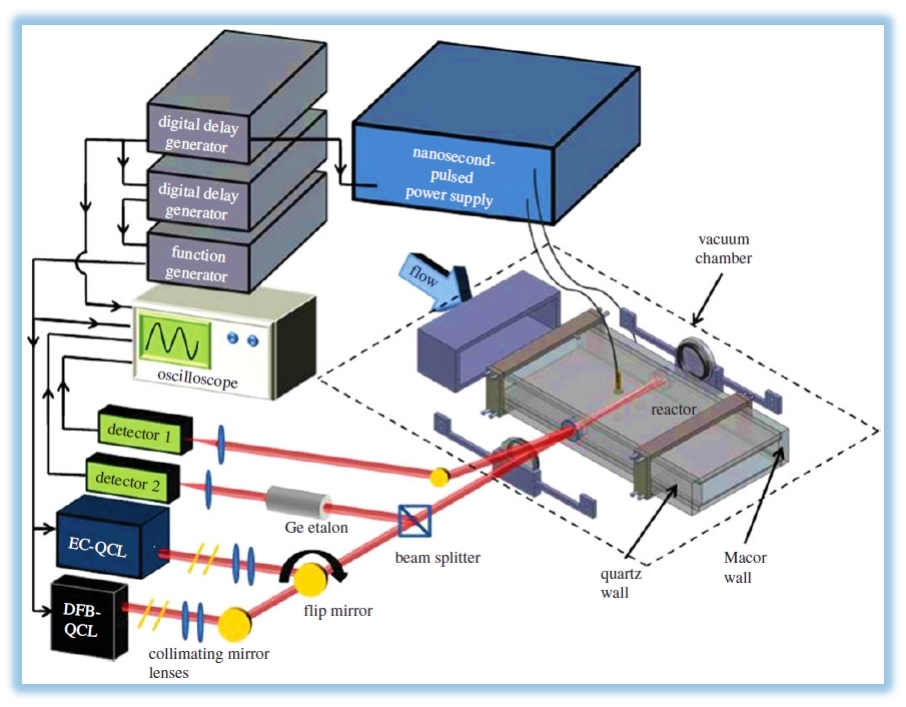 digital delay
generator
digital delay
generator
function
generator
nanosecond-
pulsed
power supply
vacuum
chamber
flow
oscilloscope
reactor
detector 1
detector 2
Ge etalon
EC-QCL
beam splitter
quartz
wall
Macor
wall
flip mirror
DFB-
QCL
collimating mirror
lenses